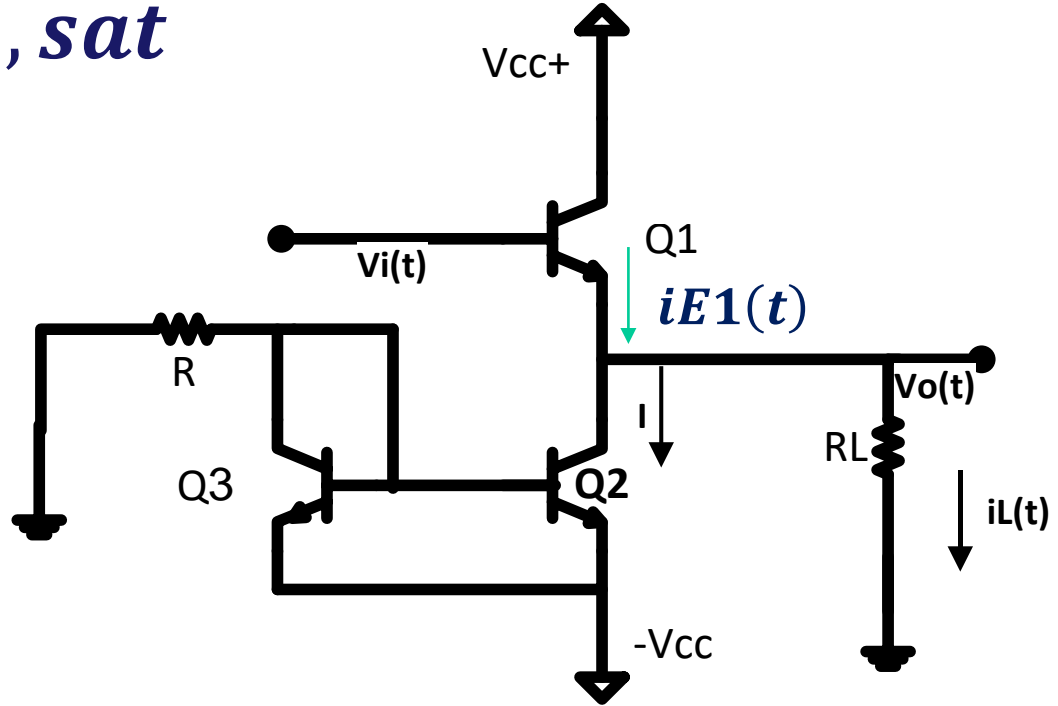 , sat
Vcc+
Q1
Vi(t)
iE1(t)
R
Vo(t)
I
RL
Q3
Q2
iL(t)
-Vcc